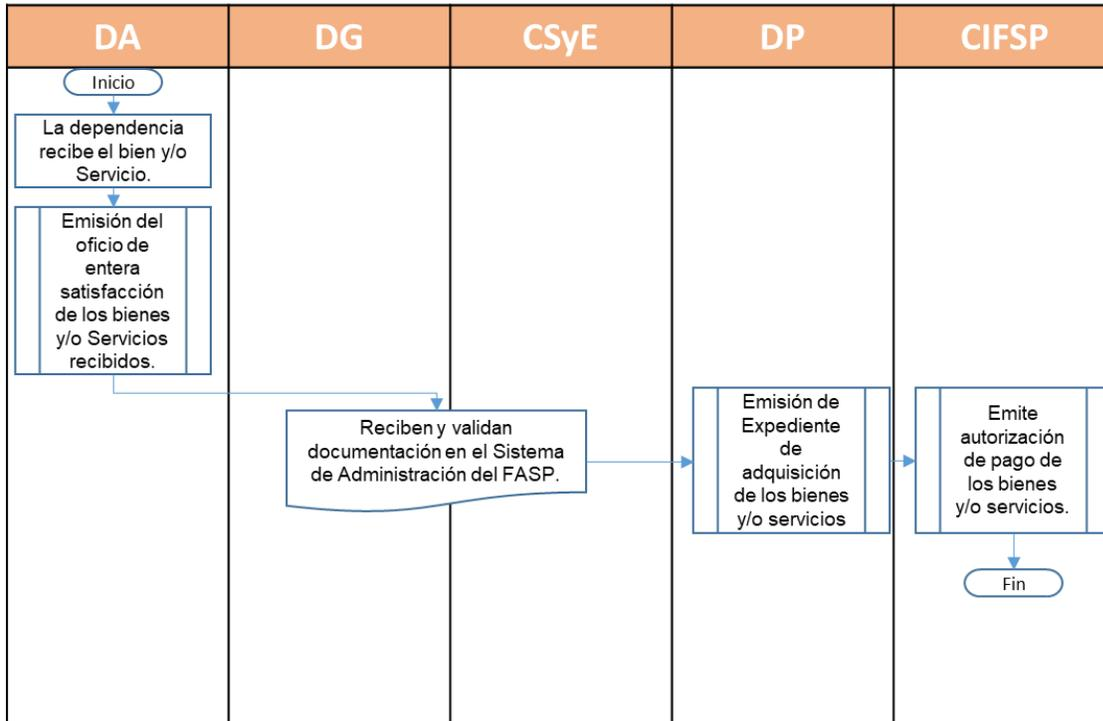 DA
DG
CSyE
DP
CIFSP
Inicio
La dependencia
recibe el bien y/o
Servicio.
Emisión del
oficio de
entera
satisfacción
de los bienes
y/o Servicios
recibidos.
Reciben y validan
documentación en el Sistema
de Administración del FASP.
Emisión de
Expediente
de
adquisición
de los bienes
y/o servicios
Emite
autorización
de pago de
los bienes
y/o servicios.
Fin